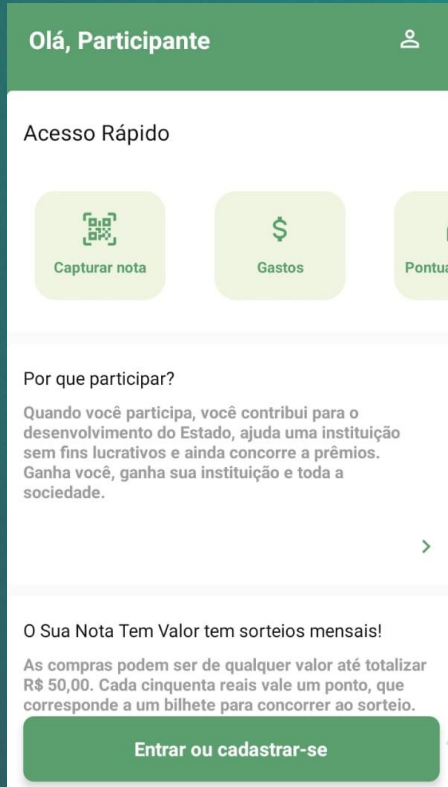 Olá, Participante
Acesso Rápido
Capturar nota
Gastos
Por que participar?
Quando você participa, você contribui para o
desenvolvimento do Estado, ajuda uma instituição
sem fins lucrativos e ainda concorre a prêmios.
Ganha você, ganha sua instituição e toda a
sociedade.
O Sua Nota Tem Valor tem sorteios mensais!
As compras podem ser de qualquer valor até totalizar
R$ 50,00. Cada cinquenta reais vale um ponto, que
corresponde a um bilhete para concorrer ao sorteio.
Entrar ou cadastrar-se